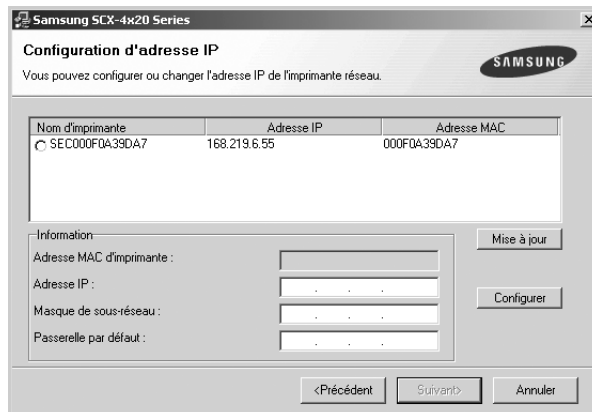 Samsung SCX-4x20 Series
Configuration d'adresse IP
Vous pouvez configurer ou changer l'adresse IP de l'imprimante réseau.
SAMSUNG
Nom d'imprimante Adresse IP Adresse MAC
SEC000F0A39DA7 168.219.6.55 000F0A39DA7
Information
Mise à jour
Adresse MAC d'imprimante :
Adresse IP :
Configurer
Masque de sous-réseau :
Passerelle par défaut :
<Précédent Suivant> Annuler